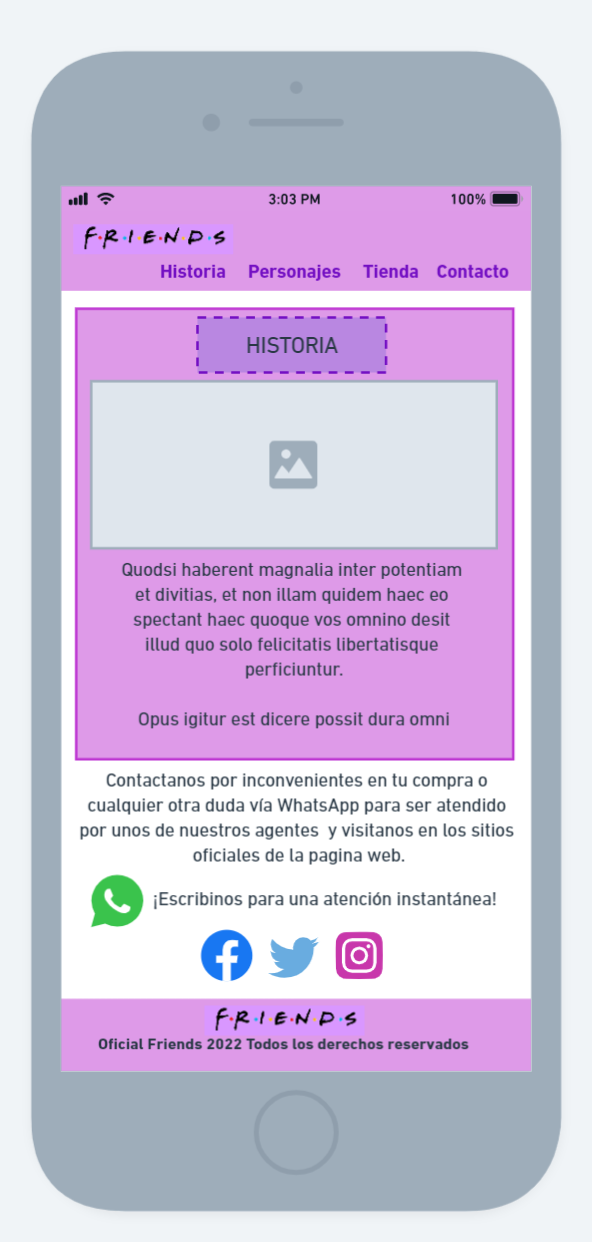 3:03 PM 100%
F·R·I·E·N·D·S
Historia Personajes Tienda Contacto
HISTORIA
Quodsi haberent magnalia inter potentiam
et divitias, et non illam quidem haec eo
spectant haec quoque vos omnino desit
illud quo solo felicitatis libertatisque
perficiuntur.
Opus igitur est dicere possit dura omni
Contactanos por inconvenientes en tu compra o
cualquier otra duda vía WhatsApp para ser atendido
por unos de nuestros agentes y visitanos en los sitios
oficiales de la pagina web.
¡Escribinos para una atención instantánea!
F·R·I·E·N·D·S
Oficial Friends 2022 Todos los derechos reservados